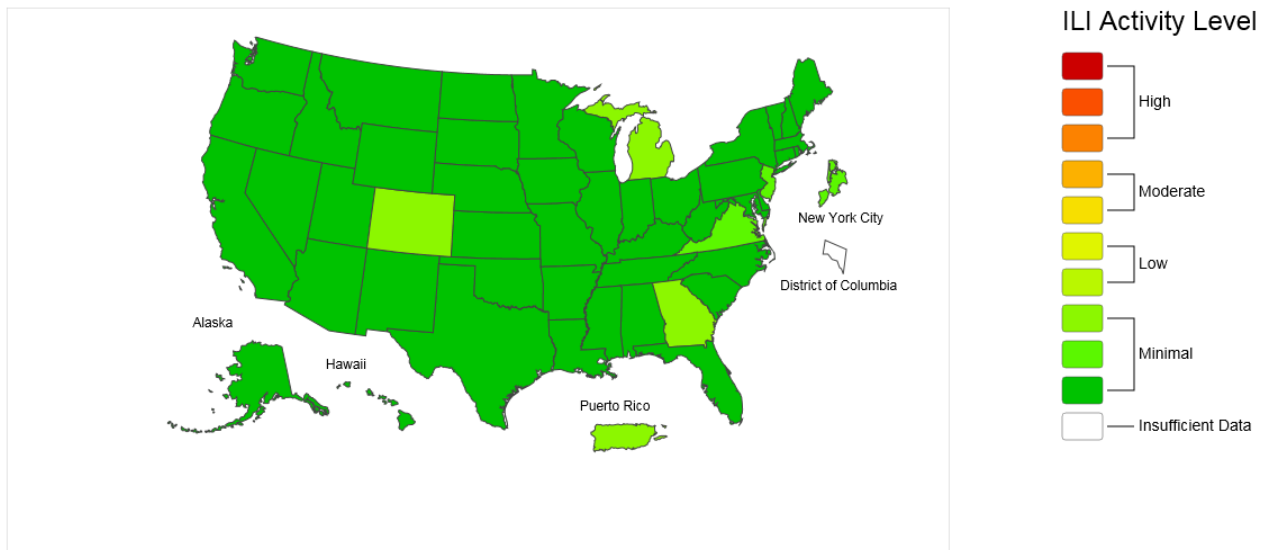 ILI Activity Level
High
Moderate
New York City
Low
District of Columbia
Alaska
Minimal
Hawaii
Puerto Rico
Insufficient Data